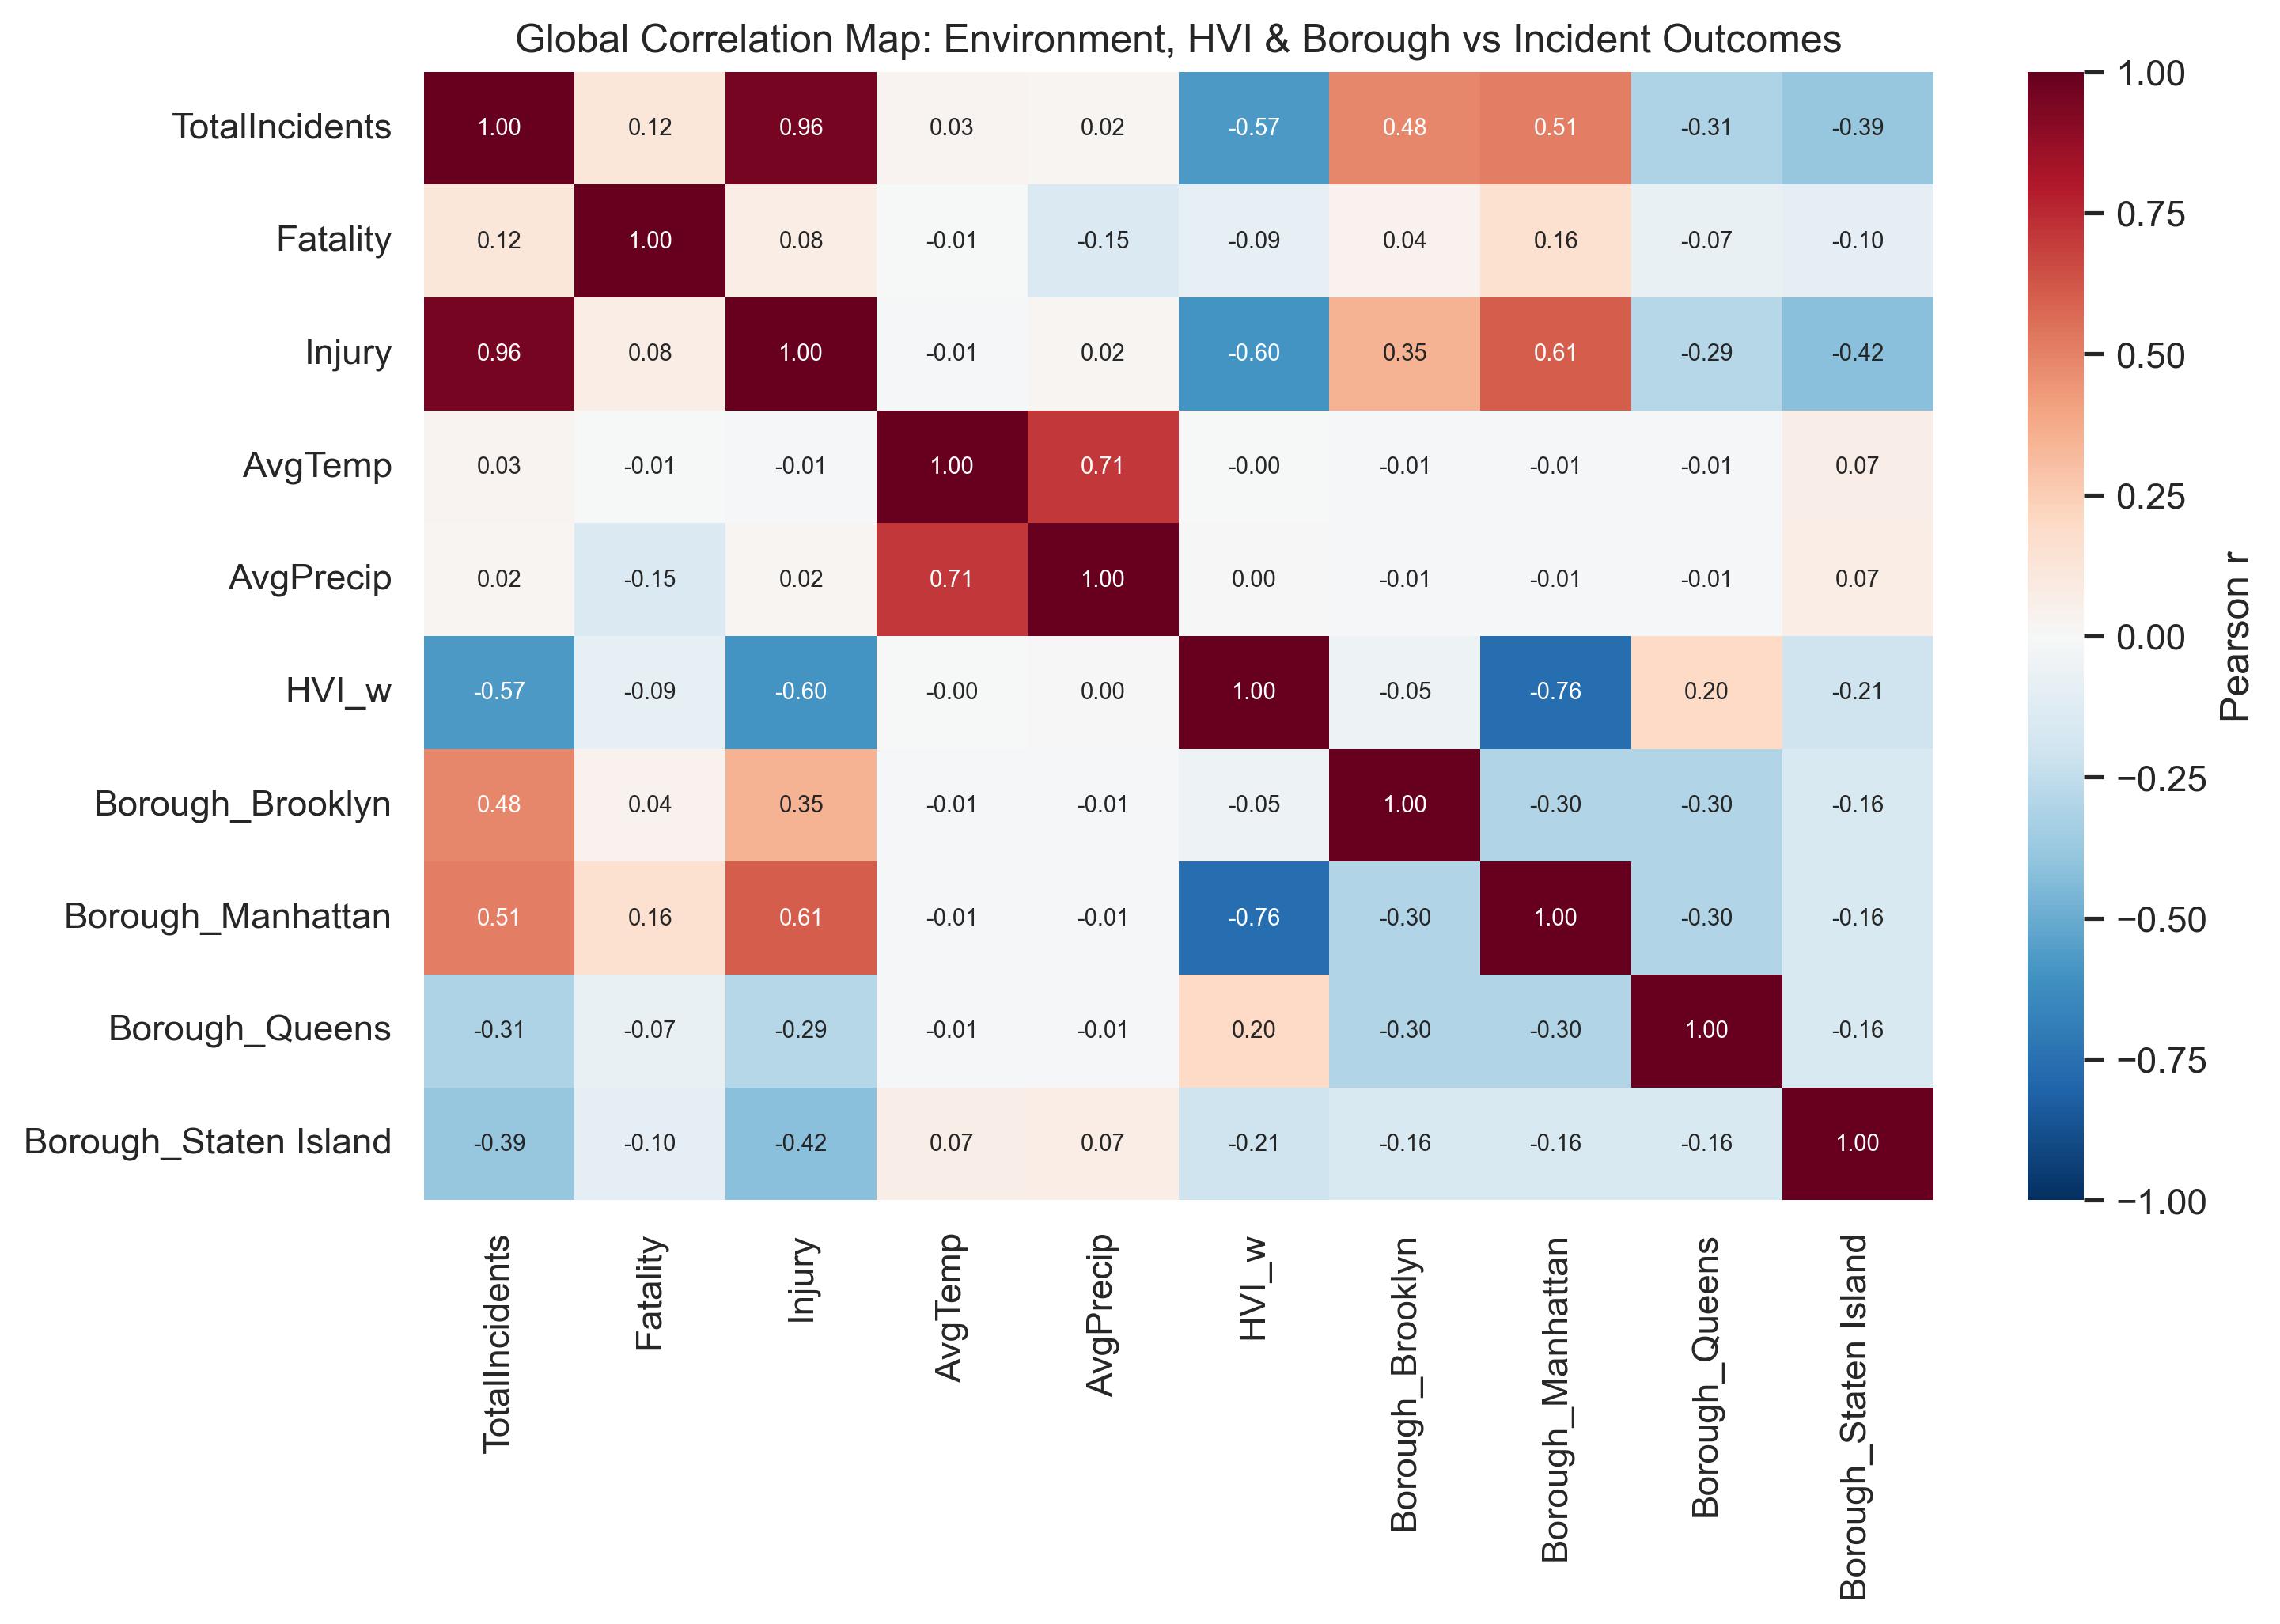 Global Correlation Map: Environment, HVI & Borough vs Incident Outcomes
TotalIncidents 1.00 0.12 0.96 0.03 0.02 -0.57 0.48 0.51 -0.31 -0.39
Fatality 0.12 1.00 0.08 -0.01 -0.15 -0.09 0.04 0.16 -0.07 -0.10
Injury 0.96 0.08 1.00 -0.01 0.02 -0.60 0.35 0.61 -0.29 -0.42
AvgTemp 0.03 -0.01 -0.01 1.00 0.71 -0.00 -0.01 -0.01 -0.01 0.07
AvgPrecip 0.02 -0.15 0.02 0.71 1.00 0.00 -0.01 -0.01 -0.01 0.07
HVI_w -0.57 -0.09 -0.60 -0.00 0.00 1.00 -0.05 -0.76 0.20 -0.21
Borough_Brooklyn 0.48 0.04 0.35 -0.01 -0.01 -0.05 1.00 -0.30 -0.30 -0.16
Borough_Manhattan 0.51 0.16 0.61 -0.01 -0.01 -0.76 -0.30 1.00 -0.30 -0.16
Borough_Queens -0.31 -0.07 -0.29 -0.01 -0.01 0.20 -0.30 -0.30 1.00 -0.16
Borough_Staten Island -0.39 -0.10 -0.42 0.07 0.07 -0.21 -0.16 -0.16 -0.16 1.00
TotalIncidents
Fatality
Injury
AvgTemp
AvgPrecip
HVI_w
Borough_Brooklyn
Borough_Manhattan
Borough_Queens
Borough_Staten Island
1.00
0.75
0.50
0.25
0.00
−0.25
−0.50
−0.75
−1.00
Pearson r